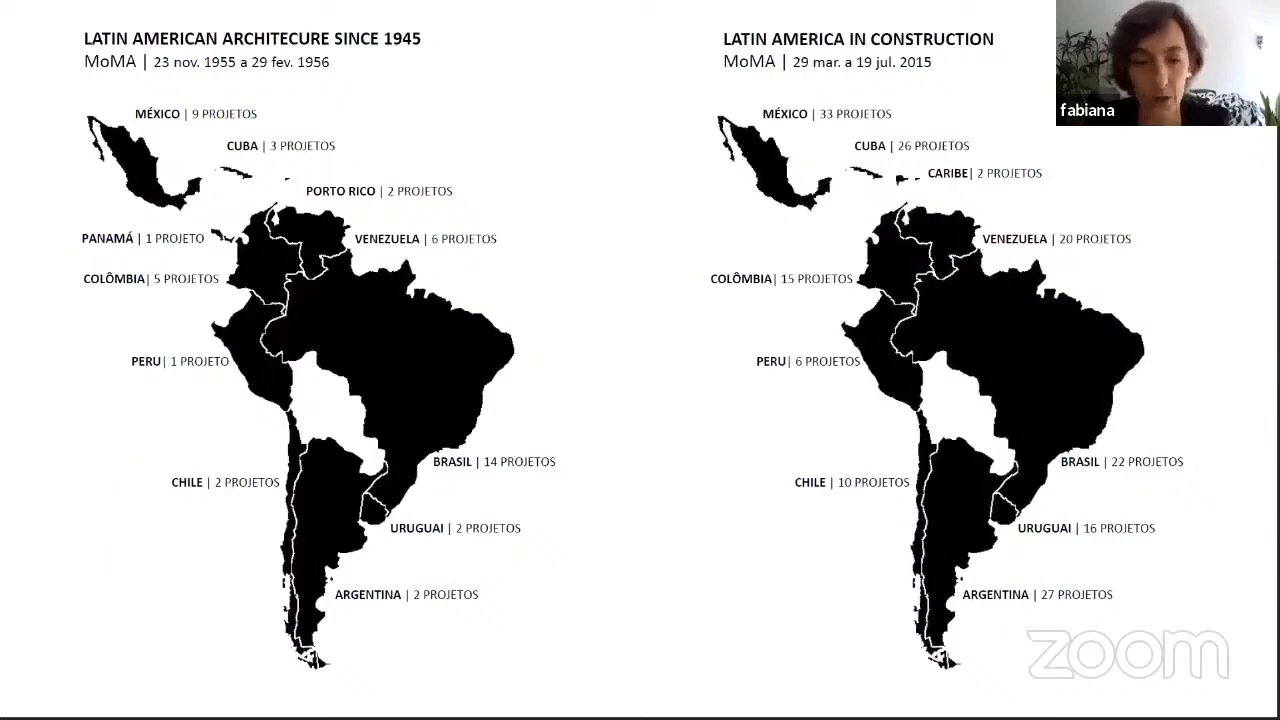 LATIN AMERICAN ARCHITECURE SINCE 1945
MoMA | 23 nov. 1955 a 29 fev. 1956
MÉXICO | 9 PROJETOS
CUBA | 3 PROJETOS
PORTO RICO | 2 PROJETOS
PANAMÁ | 1 PROJETO
VENEZUELA | 6 PROJETOS
COLÔMBIA| 5 PROJETOS
PERU| 1 PROJETO
BRASIL | 14 PROJETOS
CHILE | 2 PROJETOS
URUGUAI | 2 PROJETOS
ARGENTINA | 2 PROJETOS
LATIN AMERICA IN CONSTRUCTION
MoMA | 29 mar. a 19 jul. 2015
MÉXICO | 33 PROJETOS
CUBA | 26 PROJETOS
CARIBE| 2 PROJETOS
VENEZUELA | 20 PROJETOS
COLÔMBIA| 15 PROJETOS
PERU| 6 PROJETOS
BRASIL | 22 PROJETOS
CHILE | 10 PROJETOS
URUGUAI | 16 PROJETOS
ARGENTINA | 27 PROJETOS
fabiana
zoom